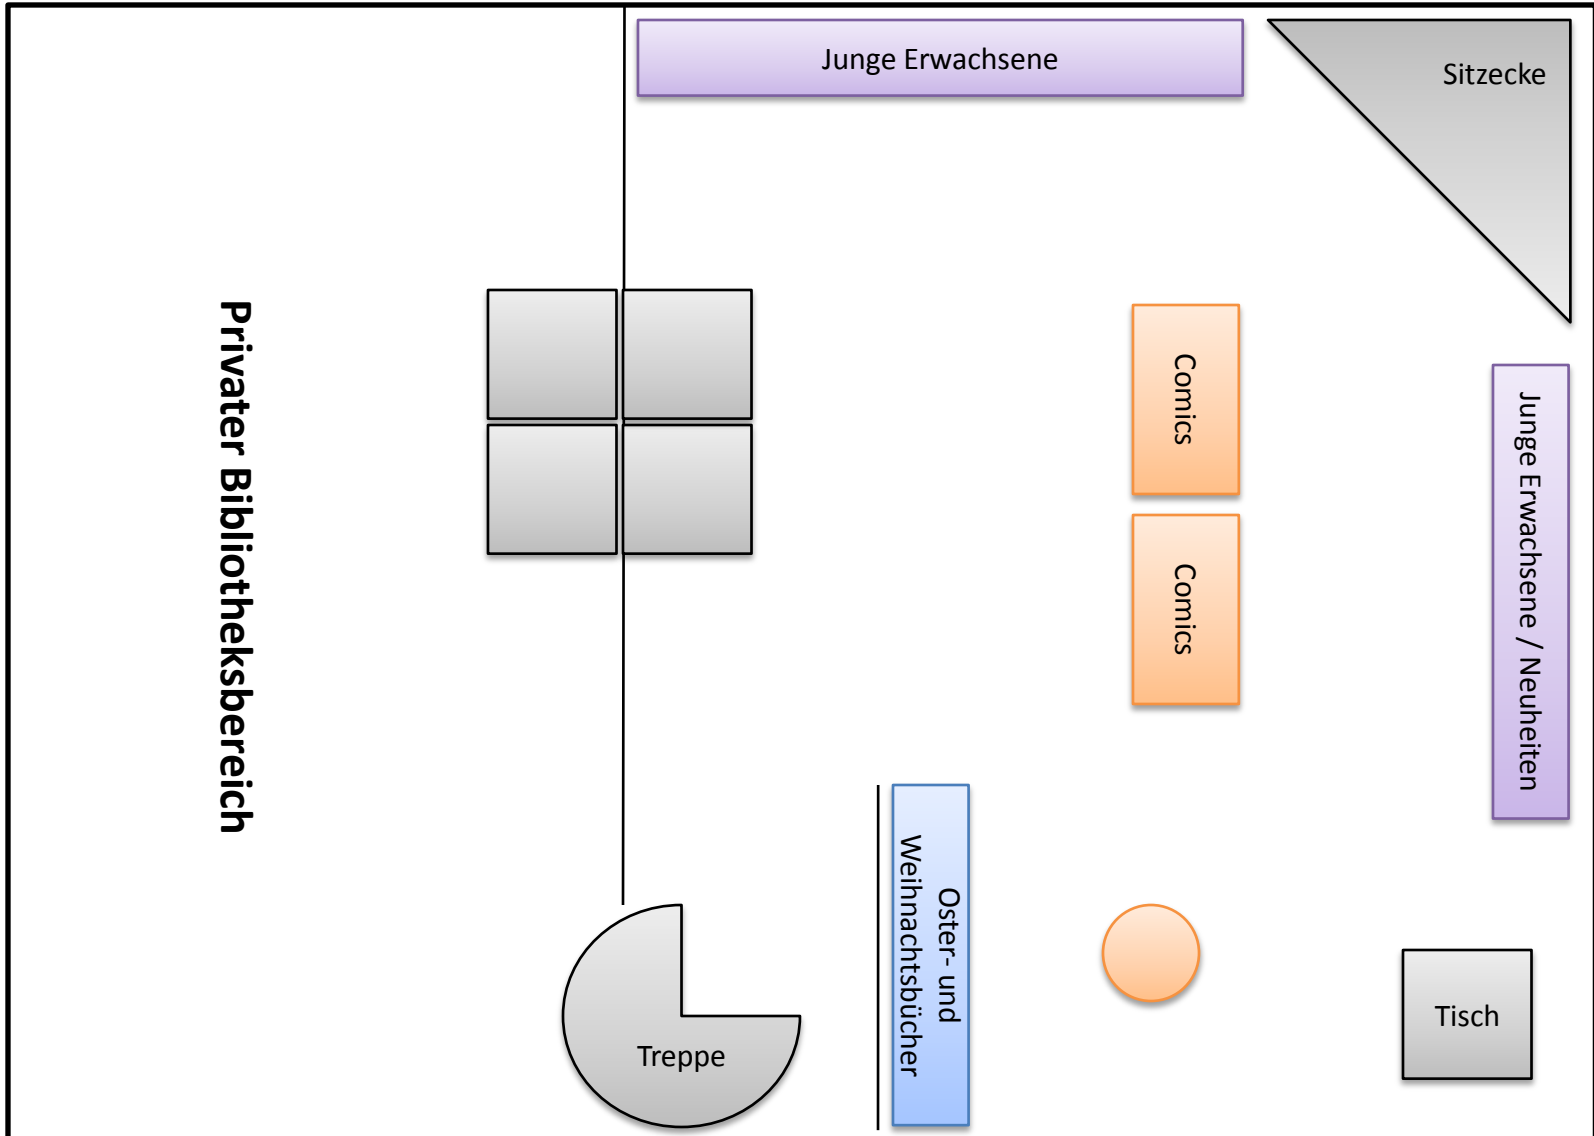 Junge Erwachsene
Sitzecke
Privater Bibliotheksbereich
Comics
Comics
Junge Erwachsene / Neuheiten
Oster- und
Weihnachtsbücher
Treppe
Tisch